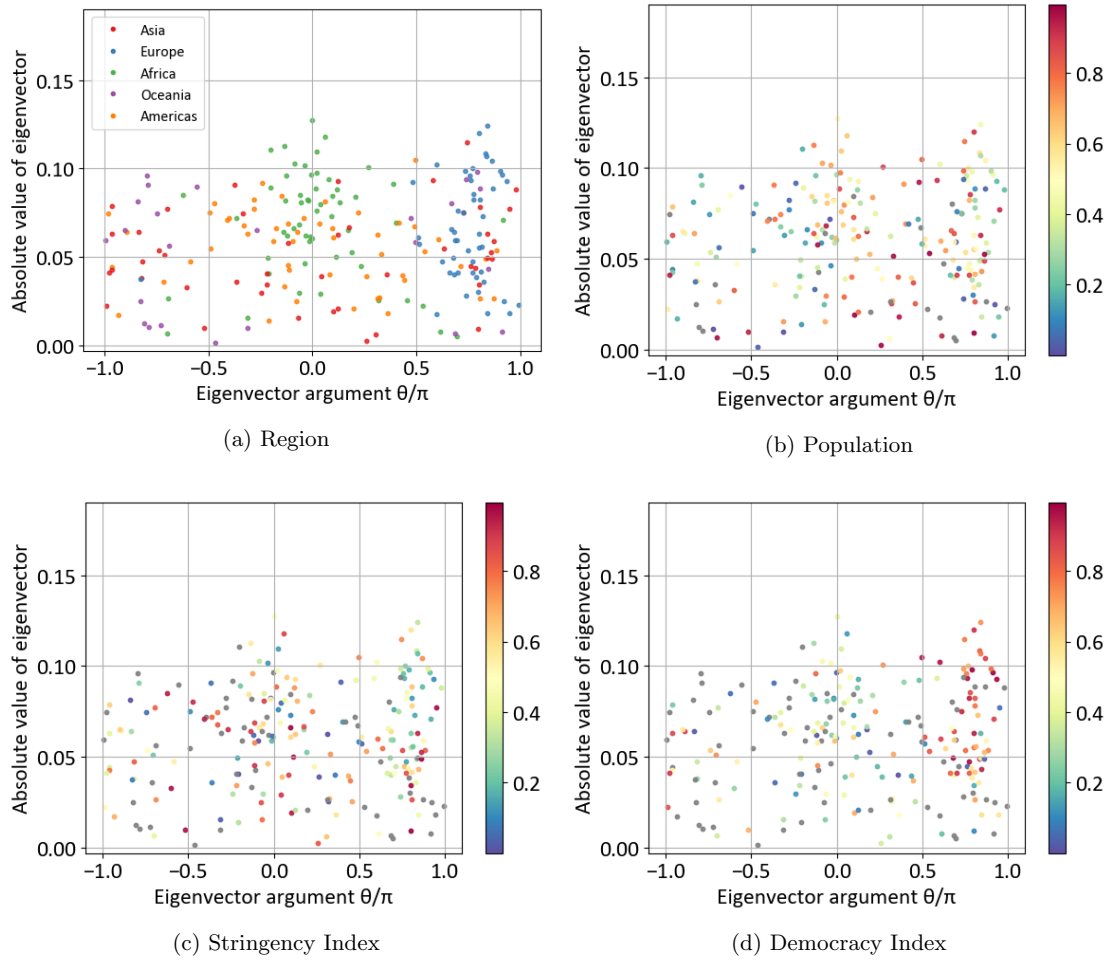 Asia
Europe
Africa
Oceania
Americas
Absolute value of eigenvector
0.15
0.10
0.05
0.00
−1.0 −0.5 0.0 0.5 1.0
Eigenvector argument θ/π
(a) Region
Absolute value of eigenvector
0.15
0.10
0.05
0.00
−1.0 −0.5 0.0 0.5 1.0
Eigenvector argument θ/π
0.8
0.6
0.4
0.2
(b) Population
Absolute value of eigenvector
0.15
0.10
0.05
0.00
−1.0 −0.5 0.0 0.5 1.0
Eigenvector argument θ/π
0.8
0.6
0.4
0.2
(c) Stringency Index
Absolute value of eigenvector
0.15
0.10
0.05
0.00
−1.0 −0.5 0.0 0.5 1.0
Eigenvector argument θ/π
0.8
0.6
0.4
0.2
(d) Democracy Index